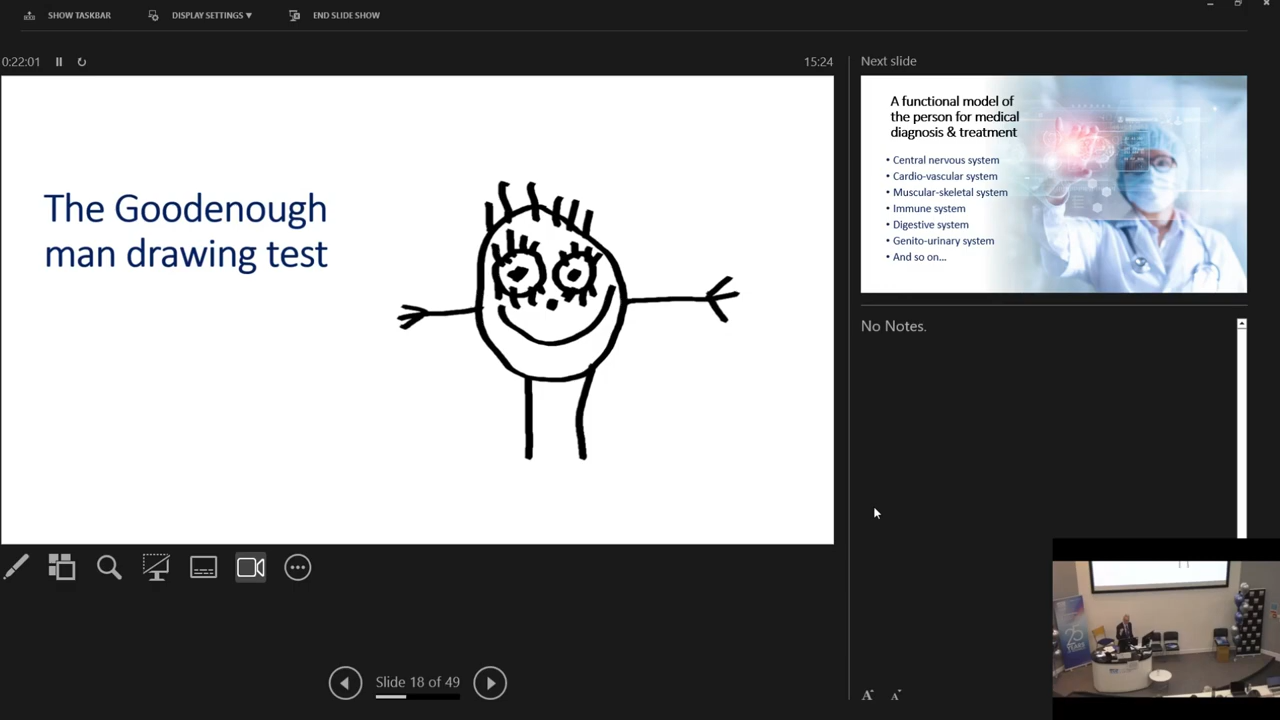 SHOW TASKBAR
DISPLAY SETTINGS ▾
END SLIDE SHOW
0:22:01
15:24
The Goodenough
man drawing test
Next slide
A functional model of
the person for medical
diagnosis & treatment
• Central nervous system
• Cardio-vascular system
• Muscular-skeletal system
• Immune system
• Digestive system
• Genito-urinary system
• And so on...
No Notes.
Slide 18 of 49
A A
25
YEARS